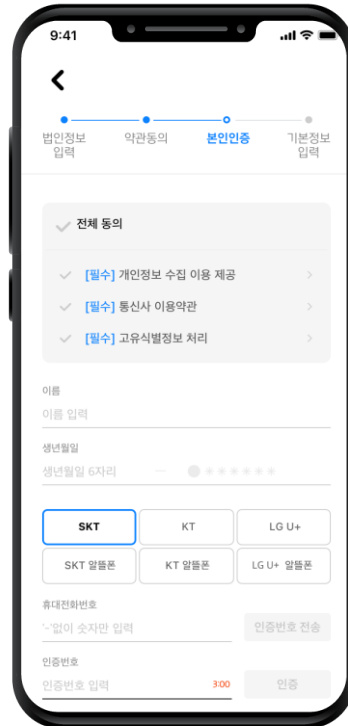 9:41
법인정보 입력
약관동의
본인인증
기본정보 입력
전체 동의
[필수] 개인정보 수집 이용 제공
[필수] 통신사 이용약관
[필수] 고유식별정보 처리
이름
이름 입력
생년월일
생년월일 6자리 —
SKT KT LG U+
SKT 알뜰폰 KT 알뜰폰 LG U+ 알뜰폰
휴대전화번호
'-'없이 숫자만 입력 인증번호 전송
인증번호
인증번호 입력 3:00 인증